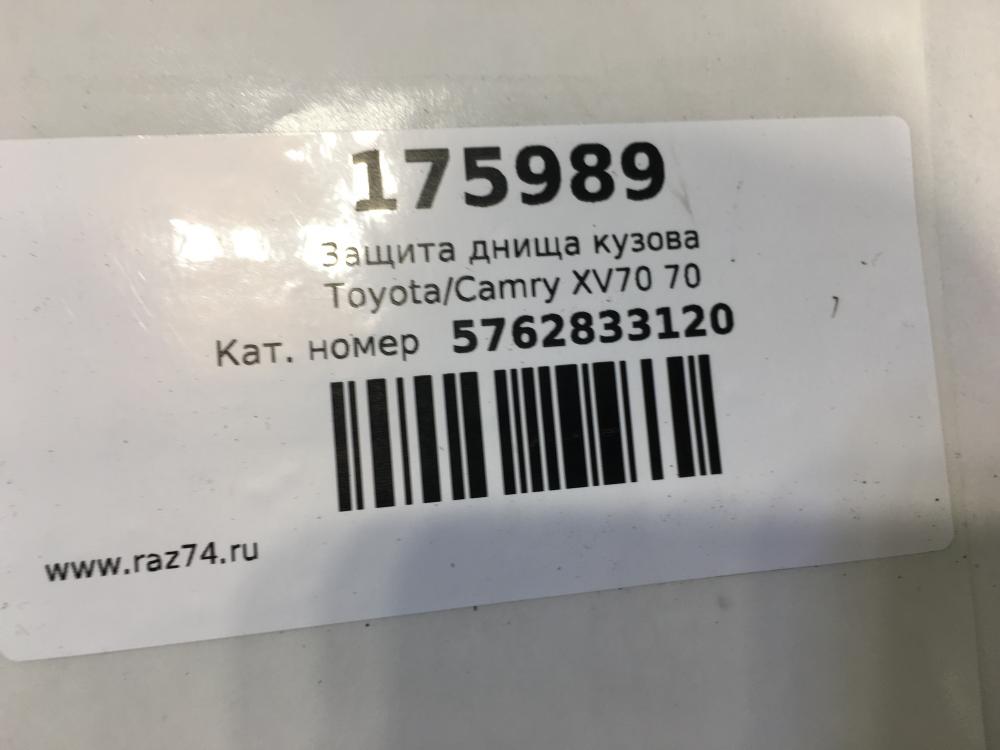 175989
Защита днища кузова
Toyota/Camry XV70 70
Кат. номер 5762833120
www.raz74.ru